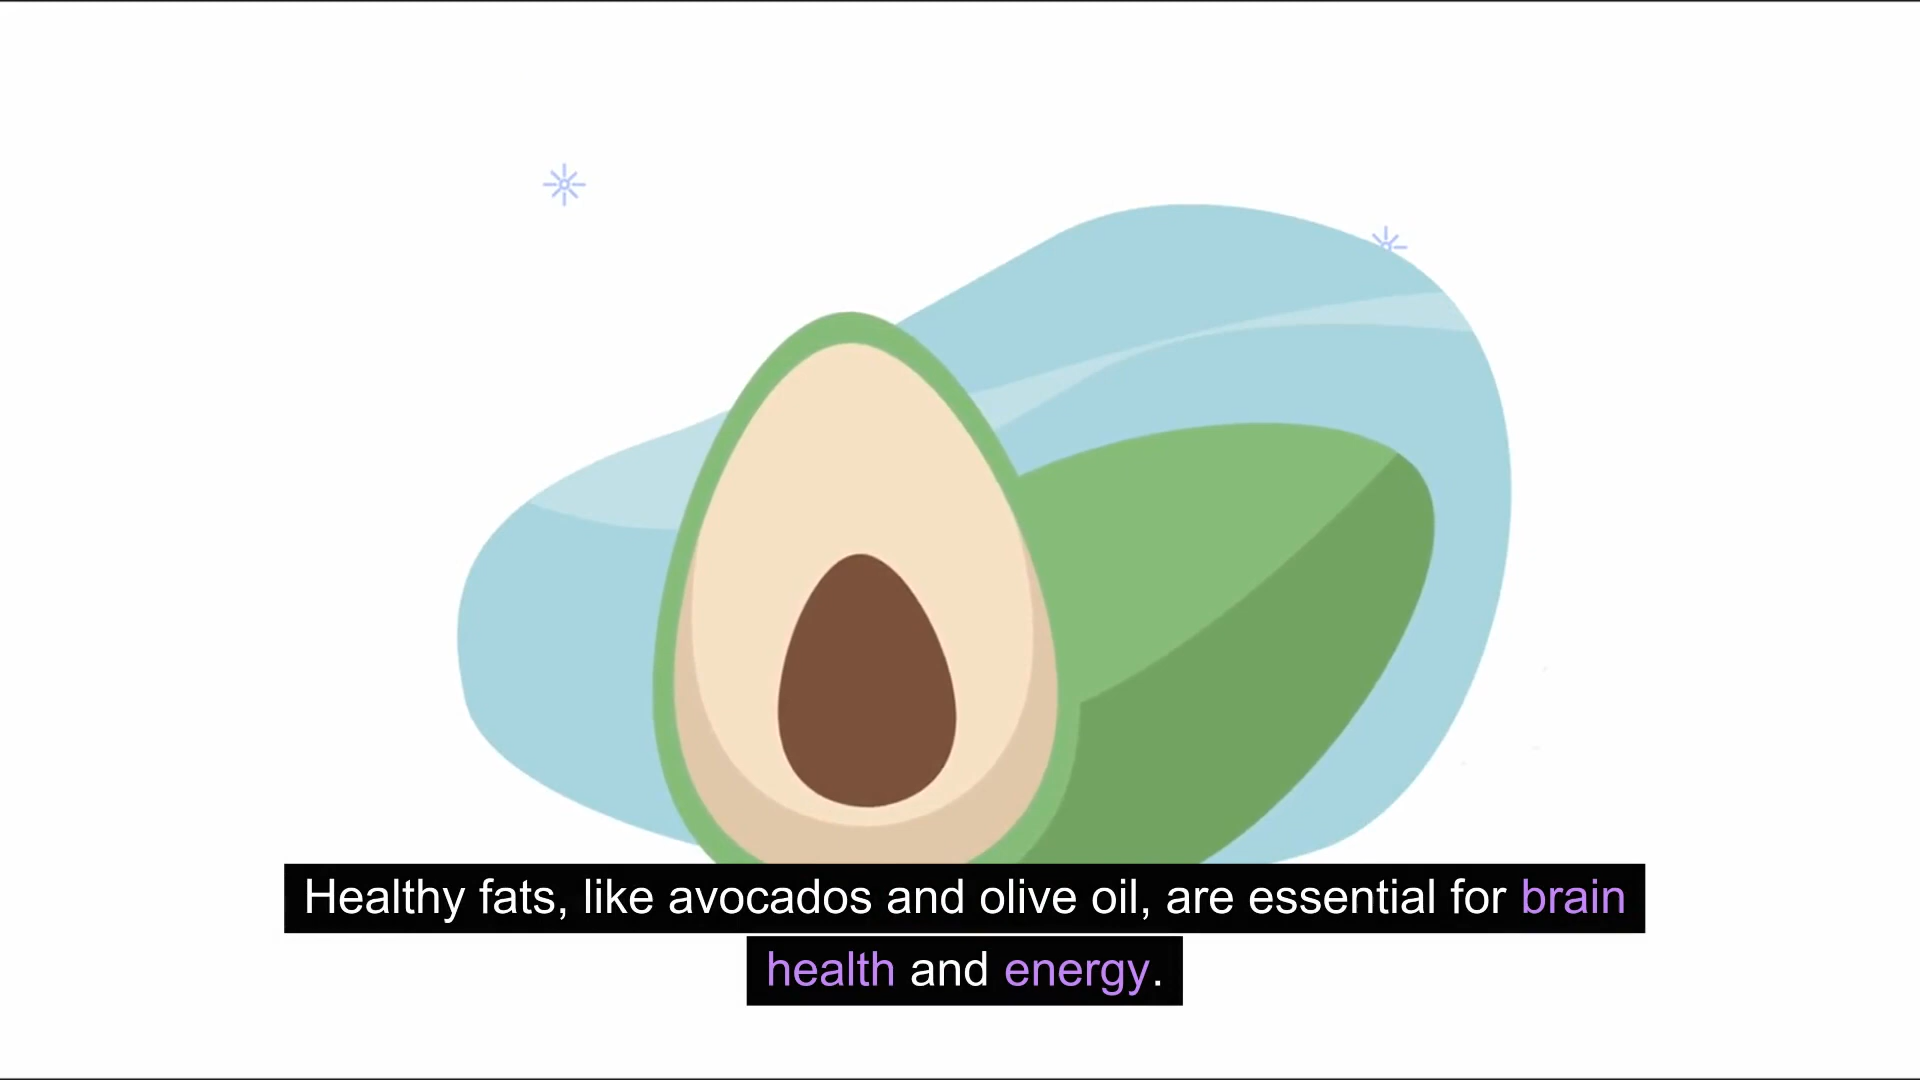 Healthy fats, like avocados and olive oil, are essential for brain
health and energy.